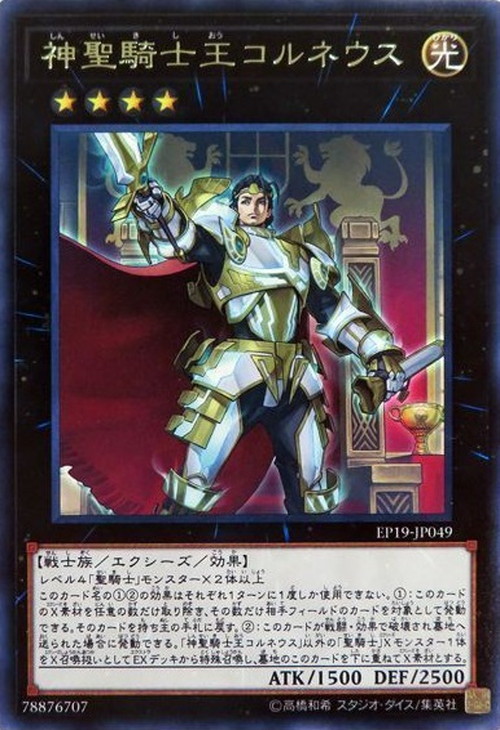 神聖騎士王コルネウス
光
EP19-JP049
【戦士族／エクシーズ／効果】
レベル4「聖騎士」モンスター×2体以上
このカード名の①②の効果はそれぞれ1ターンに1度しか使用できない。①：このカード
のX素材を任意の数だけ取り除き、その数だけ相手フィールドのカードを対象として発動
できる。そのカードを持ち主の手札に戻す。②：このカードが戦闘・効果で破壊され墓地へ
送られた場合に発動できる。「神聖騎士王コルネウス」以外の「聖騎士」Xモンスター1体
をX召喚扱いとしてEXデッキから特殊召喚し、墓地のこのカードを下に重ねてX素材とする。
ATK/1500 DEF/2500
78876707 ©高橋和希 スタジオ・ダイス/集英社